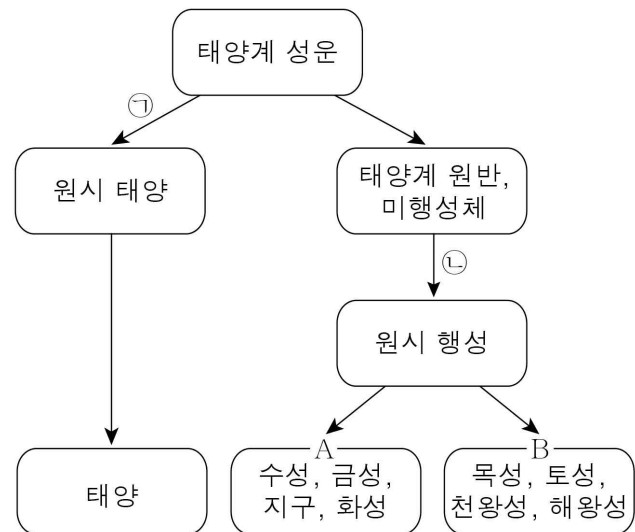 태양계 성운
㉠
원시 태양
태양계 원반,
미행성체
㉡
원시 행성
A
수성, 금성,
지구, 화성
B
목성, 토성,
천왕성, 해왕성
태양